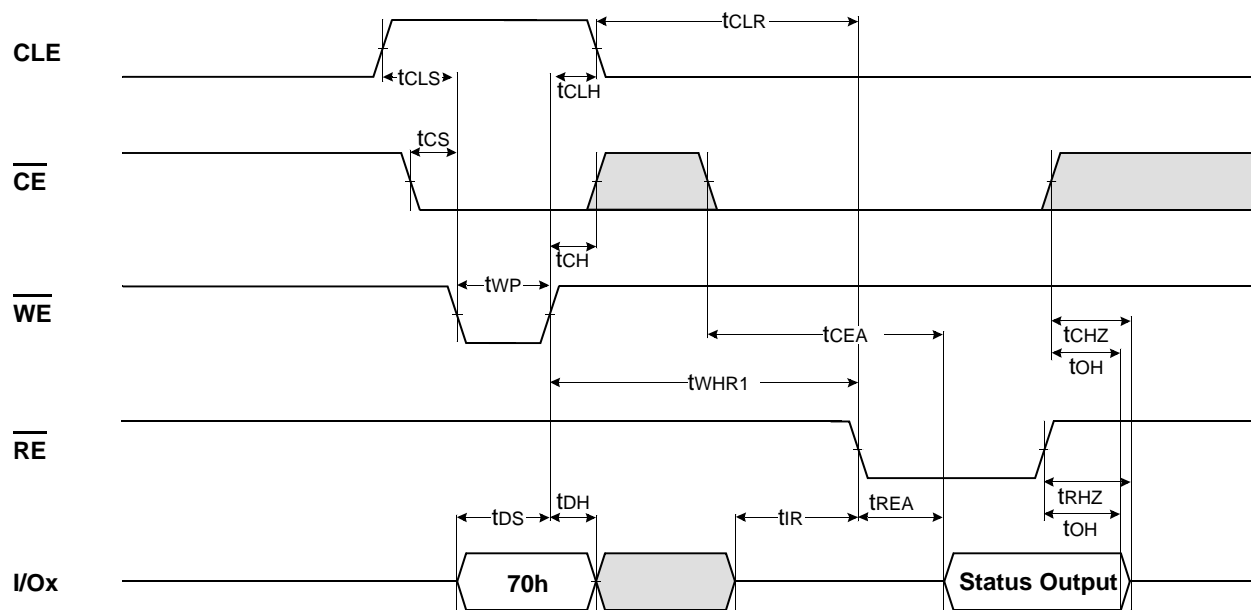 tCLR
CLE
tCLS
tCLH
tCS
CE
tCH
tWP
WE
tCEA
tCHZ
tOH
tWHR1
RE
tDH
tRHZ
tDS
tIR
tREA
tOH
I/Ox
70h
Status Output